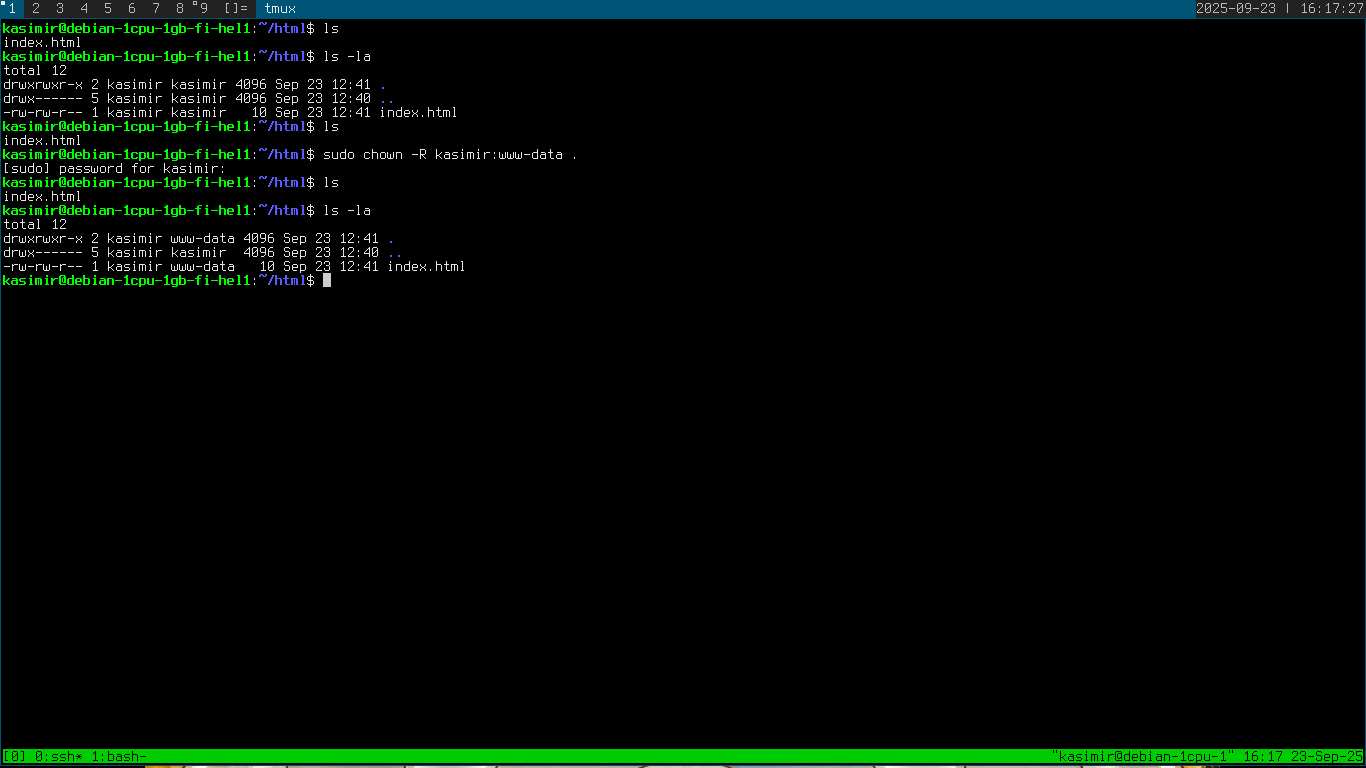 1 2 3 4 5 6 7 8 9 []= tmux 2025-09-23 | 16:17:27
kasimir@debian-1cpu-1gb-fi-hel1:~/html$ ls
index.html
kasimir@debian-1cpu-1gb-fi-hel1:~/html$ ls -la
total 12
drwxrwxr-x 2 kasimir kasimir 4096 Sep 23 12:41 .
drwx------ 5 kasimir kasimir 4096 Sep 23 12:40 ..
-rw-rw-r-- 1 kasimir kasimir   10 Sep 23 12:41 index.html
kasimir@debian-1cpu-1gb-fi-hel1:~/html$ ls
index.html
kasimir@debian-1cpu-1gb-fi-hel1:~/html$ sudo chown -R kasimir:www-data .
[sudo] password for kasimir:
kasimir@debian-1cpu-1gb-fi-hel1:~/html$ ls
index.html
kasimir@debian-1cpu-1gb-fi-hel1:~/html$ ls -la
total 12
drwxrwxr-x 2 kasimir www-data 4096 Sep 23 12:41 .
drwx------ 5 kasimir kasimir  4096 Sep 23 12:40 ..
-rw-rw-r-- 1 kasimir www-data   10 Sep 23 12:41 index.html
kasimir@debian-1cpu-1gb-fi-hel1:~/html$
[0] 0:ssh* 1:bash- "kasimir@debian-1cpu-1" 16:17 23-Sep-25